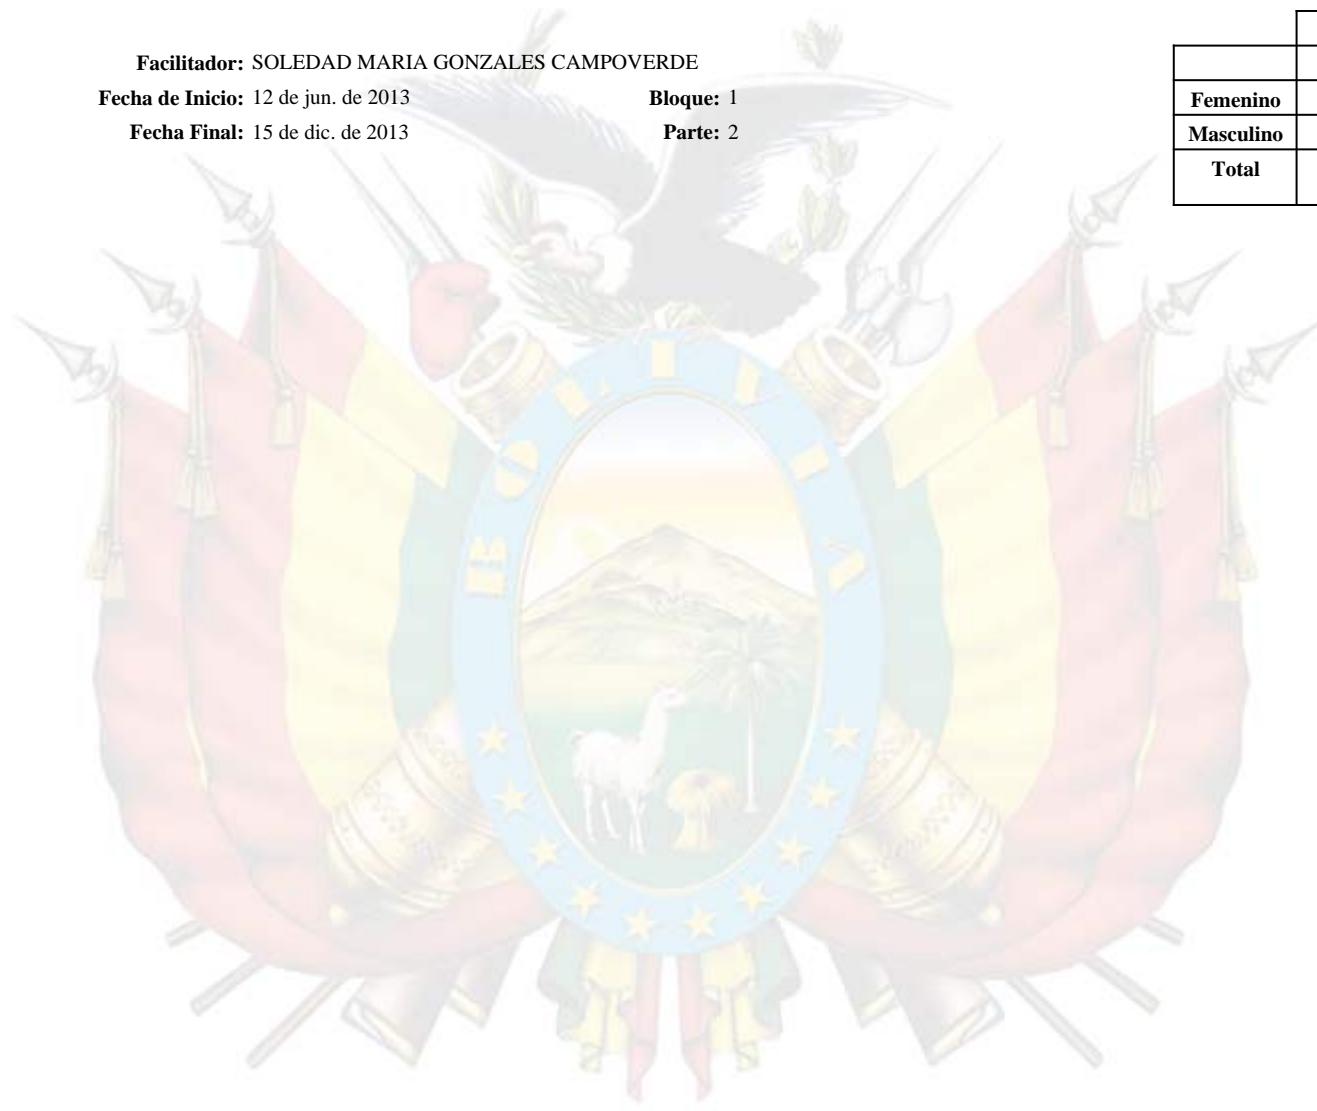 Facilitador: SOLEDAD MARIA GONZALES CAMPOVERDE
Fecha de Inicio: 12 de jun. de 2013 Bloque: 1
Fecha Final: 15 de dic. de 2013 Parte: 2
Femenino
Masculino
Total
BOLIVIA